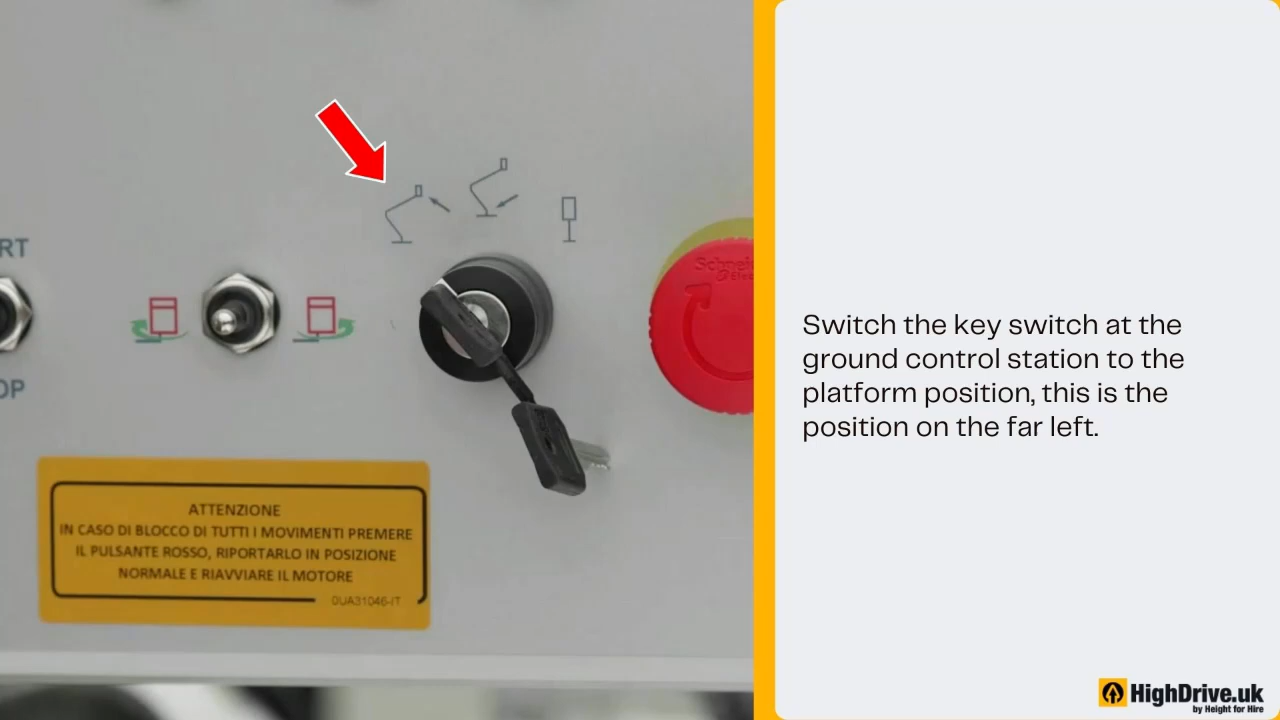 RT
OP
Schneid
Elec
ATTENZIONE
IN CASO DI BLOCCO DI TUTTI I MOVIMENTI PREMERE
IL PULSANTE ROSSO, RIPORTARLO IN POSIZIONE
NORMALE E RIAVVIARE IL MOTORE
0UA31046-IT
Switch the key switch at the
ground control station to the
platform position, this is the
position on the far left.
HighDrive.uk
by Height for Hire